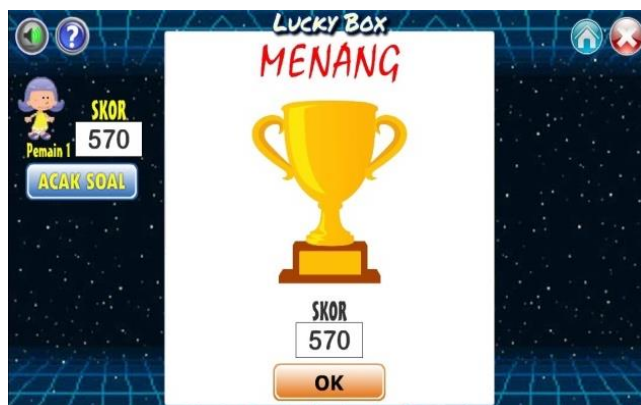 Lucky Box
MENANG
?
SKOR
570
Pemain 1
ACAK SOAL
SKOR
570
OK